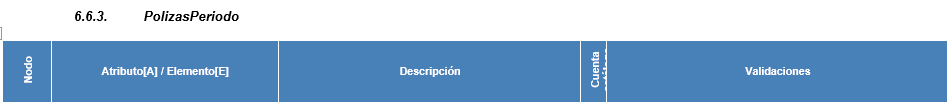 6.6.3. PolizasPeriodo
Nodo Atributo[A] / Elemento[E] Descripción Cuenta Validaciones